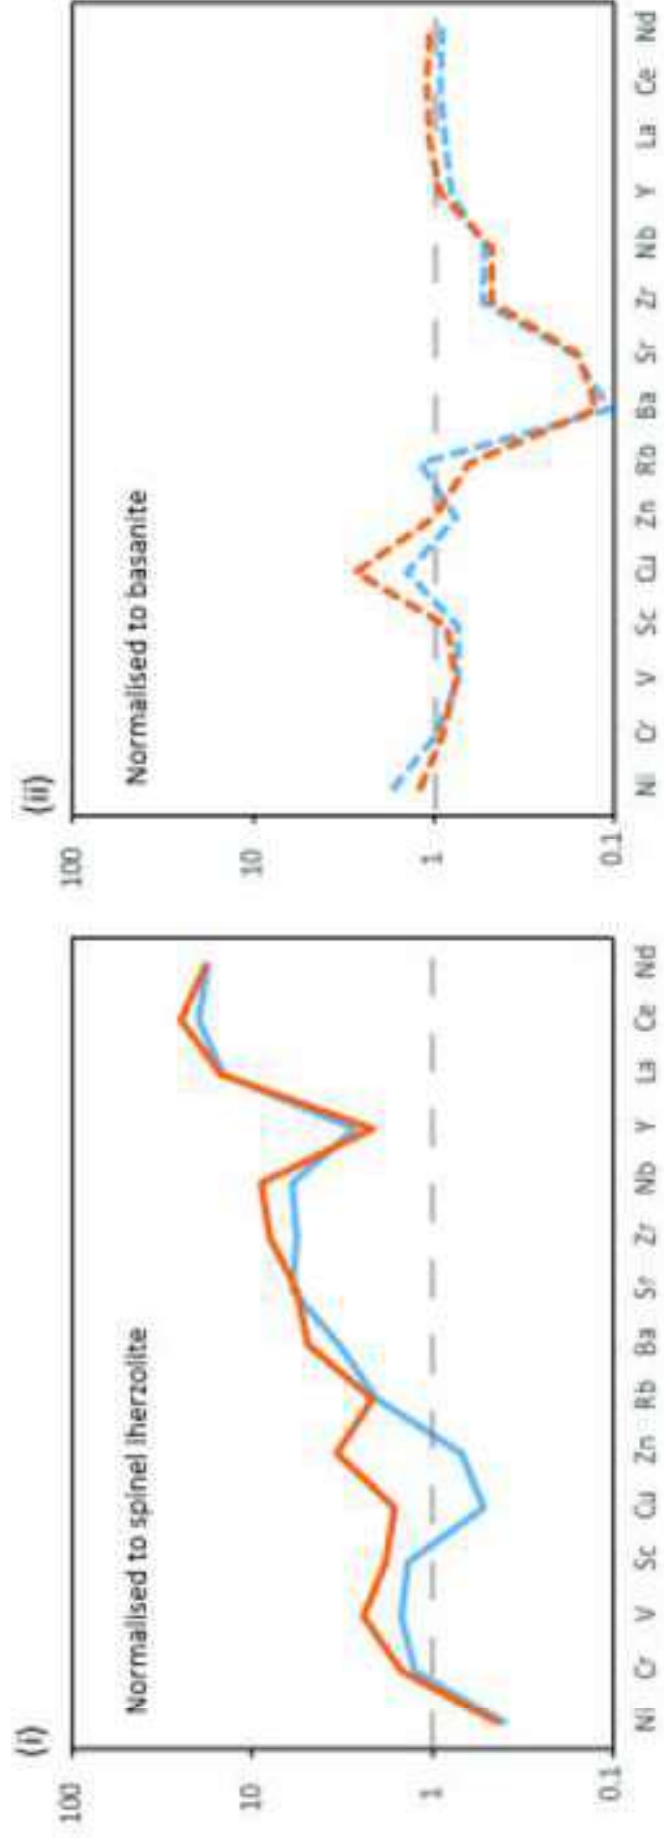 (i)
Normalised to spinel lherzolite
100
10
1
0.1
Ni Cr V Sc Cu Zn Rb Ba Sr Zr Nb Y La Ce Nd
(ii)
Normalised to basanite
100
10
1
0.1
Ni Cr V Sc Cu Zn Rb Ba Sr Zr Nb Y La Ce Nd